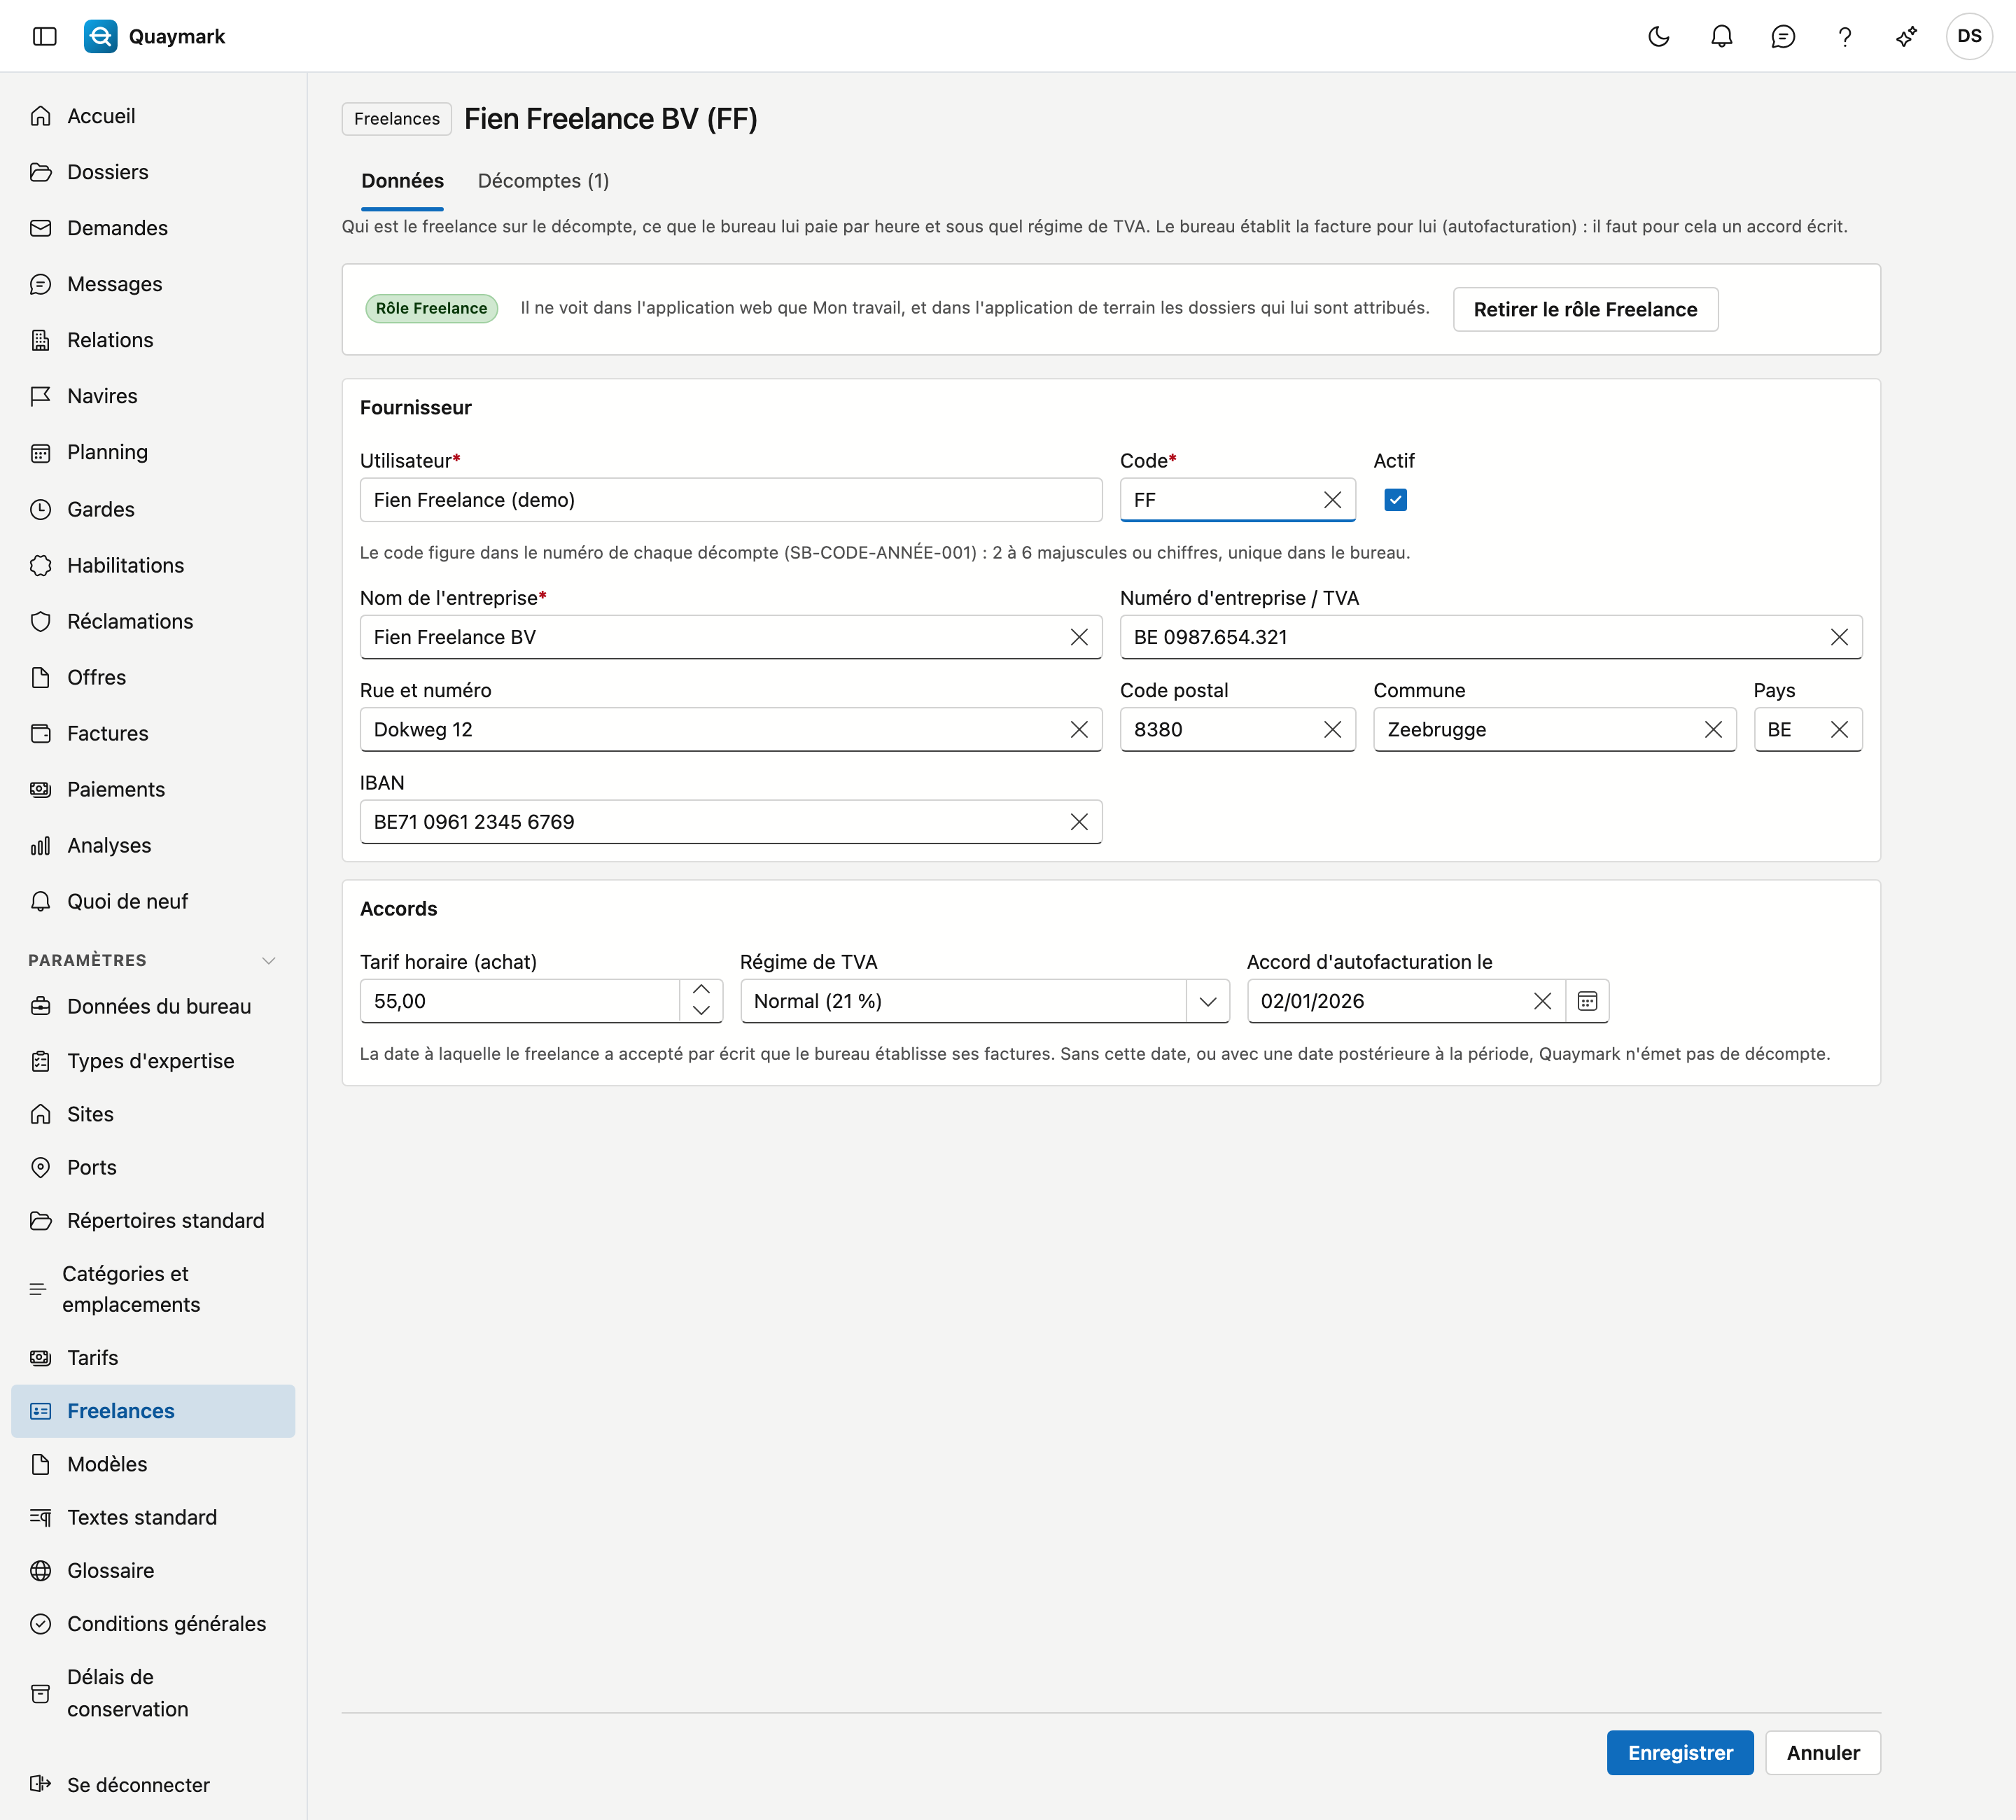 Quaymark
DS
Accueil
Dossiers
Demandes
Messages
Relations
Navires
Planning
Gardes
Habilitations
Réclamations
Offres
Factures
Paiements
Analyses
Quoi de neuf
PARAMÈTRES
Données du bureau
Types d'expertise
Sites
Ports
Répertoires standard
Catégories et
emplacements
Tarifs
Freelances
Modèles
Textes standard
Glossaire
Conditions générales
Délais de
conservation
Se déconnecter
Freelances Fien Freelance BV (FF)
Données Décomptes (1)
Qui est le freelance sur le décompte, ce que le bureau lui paie par heure et sous quel régime de TVA. Le bureau établit la facture pour lui (autofacturation) : il faut pour cela un accord écrit.
Rôle Freelance Il ne voit dans l'application web que Mon travail, et dans l'application de terrain les dossiers qui lui sont attribués. Retirer le rôle Freelance
Fournisseur
Utilisateur* Code* Actif
Fien Freelance (demo) FF
Le code figure dans le numéro de chaque décompte (SB-CODE-ANNÉE-001) : 2 à 6 majuscules ou chiffres, unique dans le bureau.
Nom de l'entreprise* Numéro d'entreprise / TVA
Fien Freelance BV BE 0987.654.321
Rue et numéro Code postal Commune Pays
Dokweg 12 8380 Zeebrugge BE
IBAN
BE71 0961 2345 6769
Accords
Tarif horaire (achat) Régime de TVA Accord d'autofacturation le
55,00 Normal (21 %) 02/01/2026
La date à laquelle le freelance a accepté par écrit que le bureau établisse ses factures. Sans cette date, ou avec une date postérieure à la période, Quaymark n'émet pas de décompte.
Enregistrer Annuler